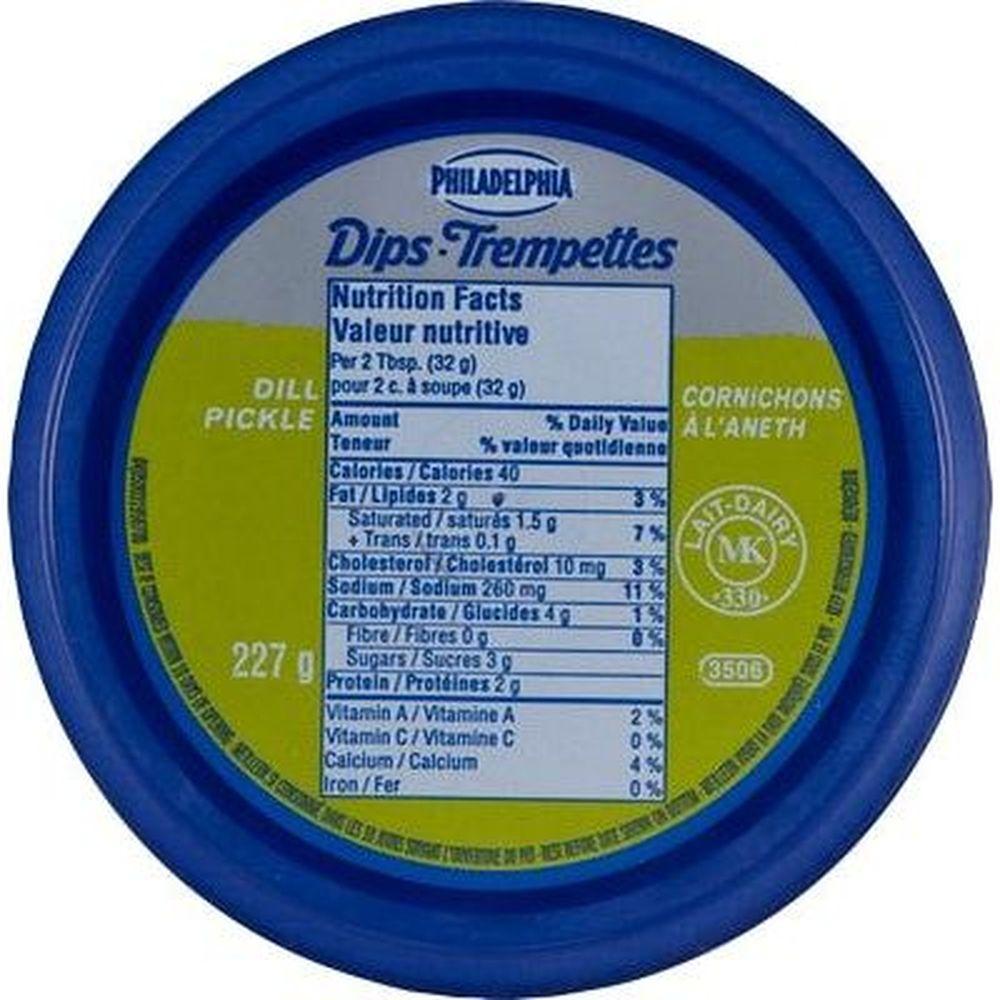 PHILADELPHIA
Dips - Trempettes
Nutrition Facts
Valeur nutritive
Per 2 Tbsp. (32 g)
pour 2 c. à soupe (32 g)
DILL
PICKLE
CORNICHONS
À L'ANETH
Amount % Daily Value
Teneur % valeur quotidienne
Calories / Calories 40
Fat / Lipides 2 g 3 %
Saturated / saturés 1.5 g
+ Trans / trans 0.1 g 7 %
Cholesterol / Cholestérol 10 mg 3 %
Sodium / Sodium 260 mg 11 %
Carbohydrate / Glucides 4 g 1 %
Fibre / Fibres 0 g 0 %
Sugars / Sucres 3 g
Protein / Protéines 2 g
Vitamin A / Vitamine A 2 %
Vitamin C / Vitamine C 0 %
Calcium / Calcium 4 %
Iron / Fer 0 %
LAIT-DAIRY
MK
·330·
227 g
3506